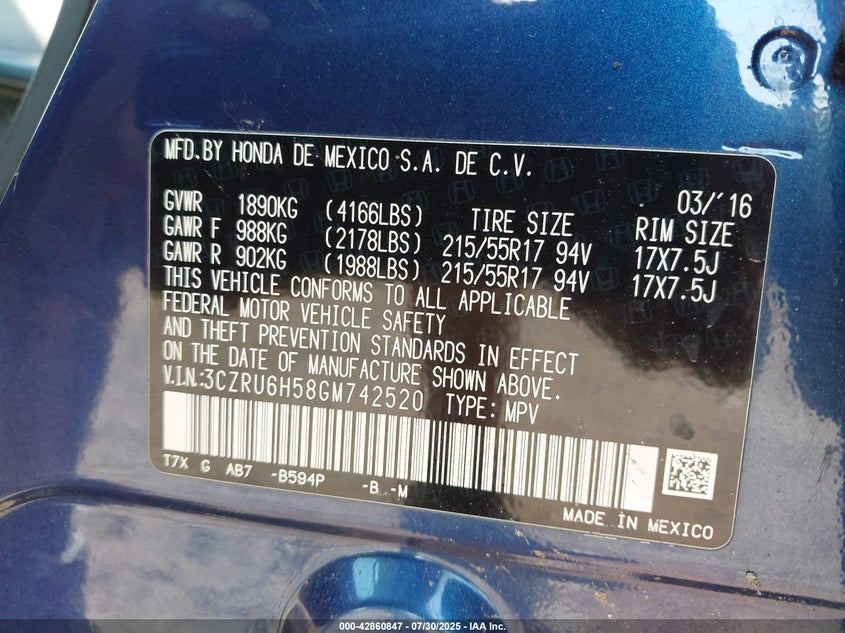 MFD.BY HONDA DE MEXICO S.A. DE C.V.
03/'16
GVWR 1890KG (4166LBS) TIRE SIZE RIM SIZE
GAWR F 988KG (2178LBS) 215/55R17 94V 17X7.5J
GAWR R 902KG (1988LBS) 215/55R17 94V 17X7.5J
THIS VEHICLE CONFORMS TO ALL APPLICABLE
FEDERAL MOTOR VEHICLE SAFETY
AND THEFT PREVENTION STANDARDS IN EFFECT
ON THE DATE OF MANUFACTURE SHOWN ABOVE.
V.I.N.:3CZRU6H58GM742520 TYPE: MPV
T7X G AB7 -B594P -B -M
MADE IN MEXICO
000-42860847 - 07/30/2025 - IAA Inc.